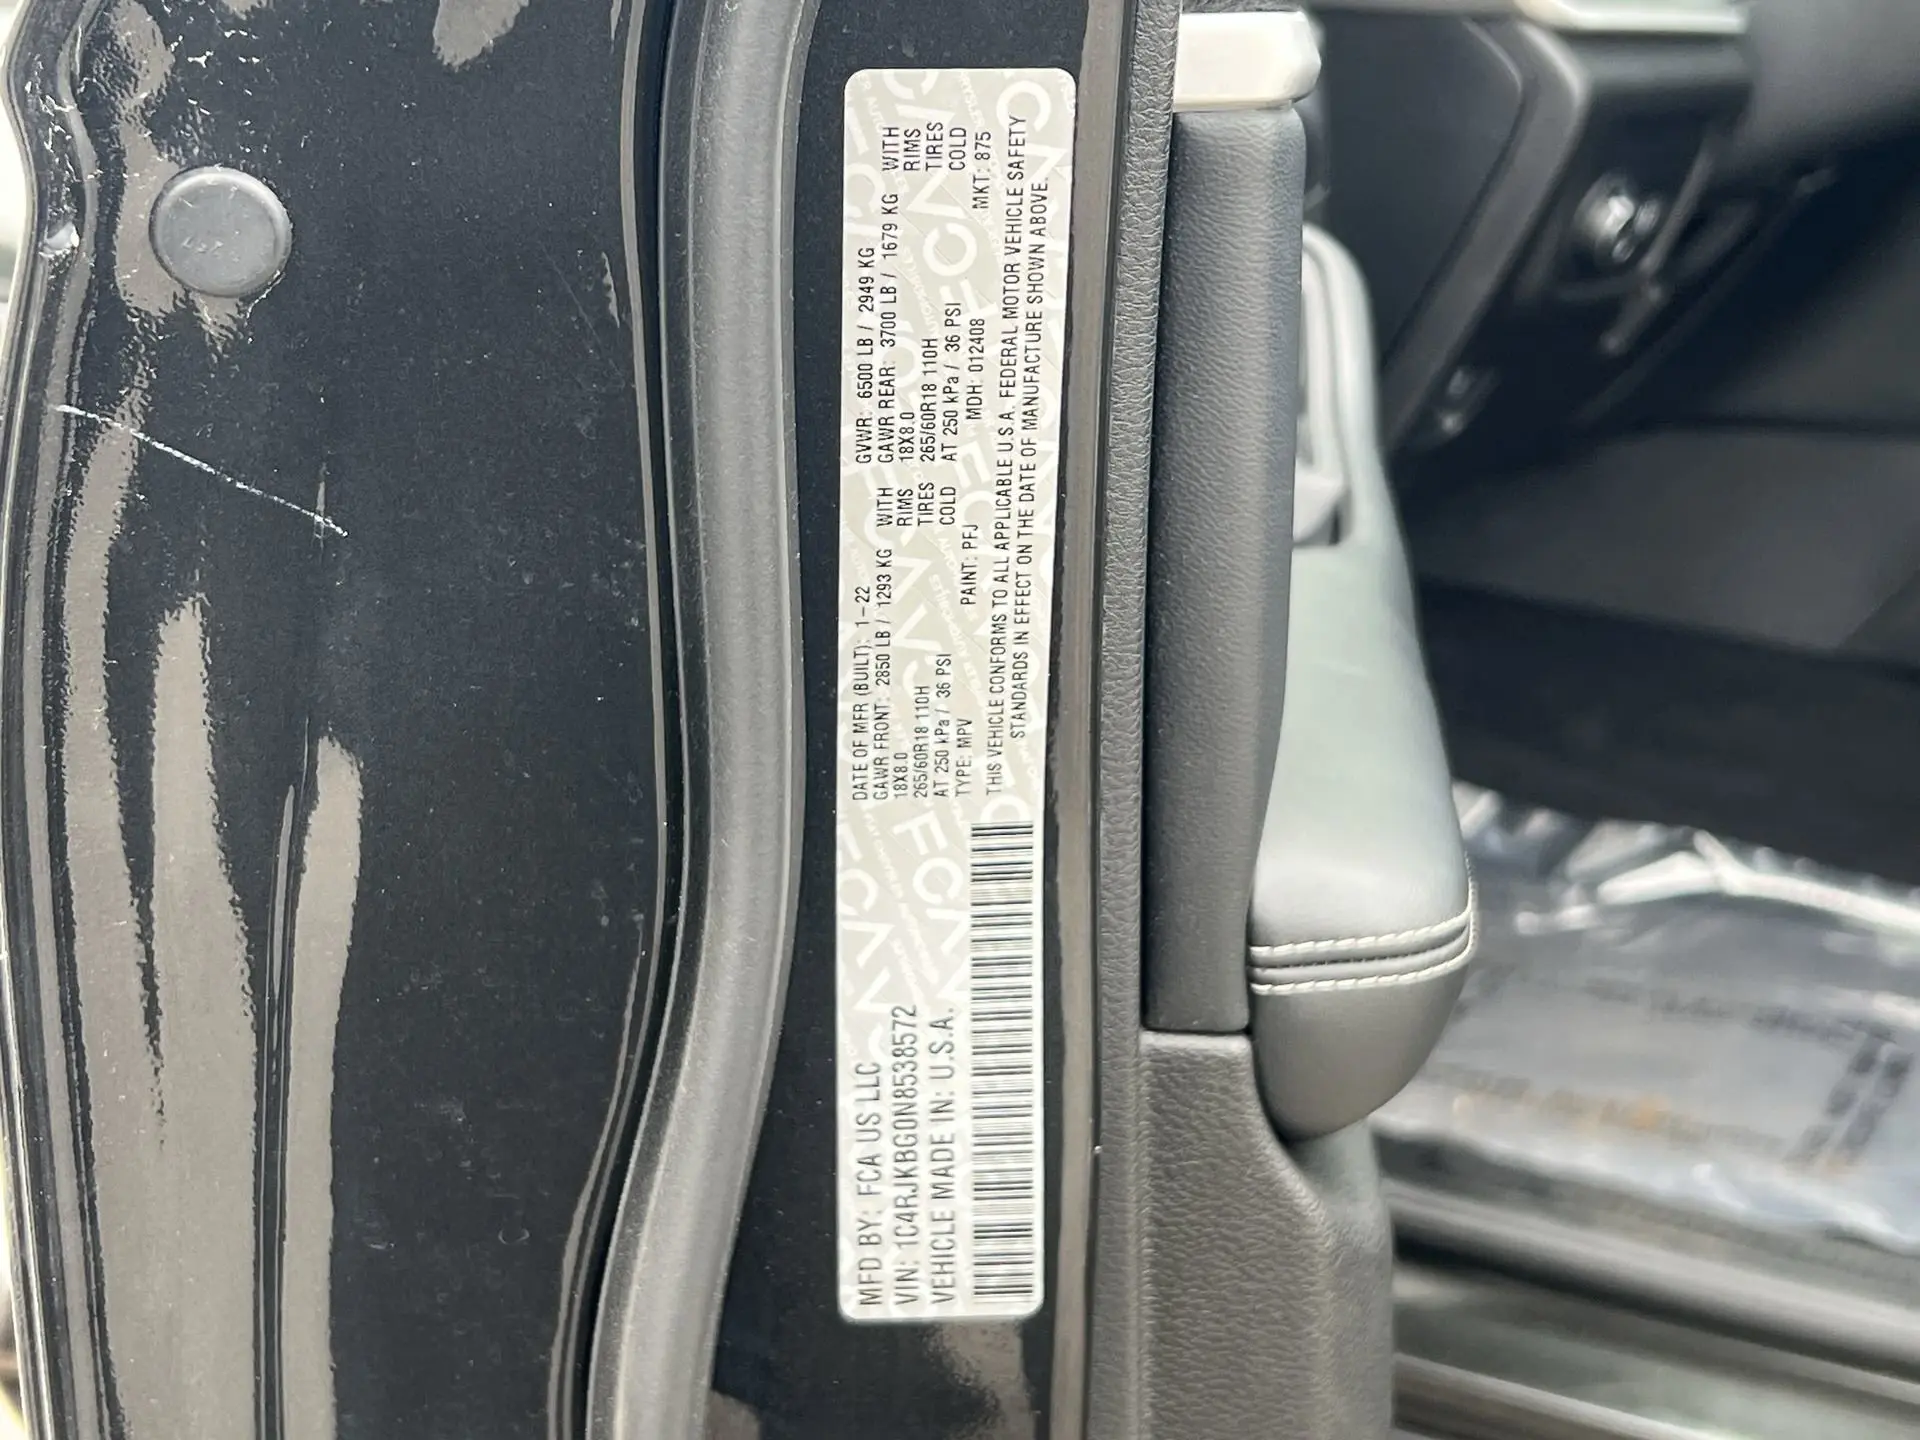 MFD BY: FCA US LLC
VIN: 1C4RJKBG0N8538572
VEHICLE MADE IN: U.S.A.
DATE OF MFR (BUILT): 1-22 GVWR: 6500 LB / 2949 KG
GAWR FRONT: 2850 LB / 1293 KG WITH GAWR REAR: 3700 LB / 1679 KG WITH
18X8.0 RIMS 18X8.0 RIMS
265/60R18 110H TIRES 265/60R18 110H TIRES
AT 250 kPa / 36 PSI COLD AT 250 kPa / 36 PSI COLD
TYPE: MPV PAINT: PFJ MDH: 012408 MKT: 875
THIS VEHICLE CONFORMS TO ALL APPLICABLE U.S.A. FEDERAL MOTOR VEHICLE SAFETY
STANDARDS IN EFFECT ON THE DATE OF MANUFACTURE SHOWN ABOVE.